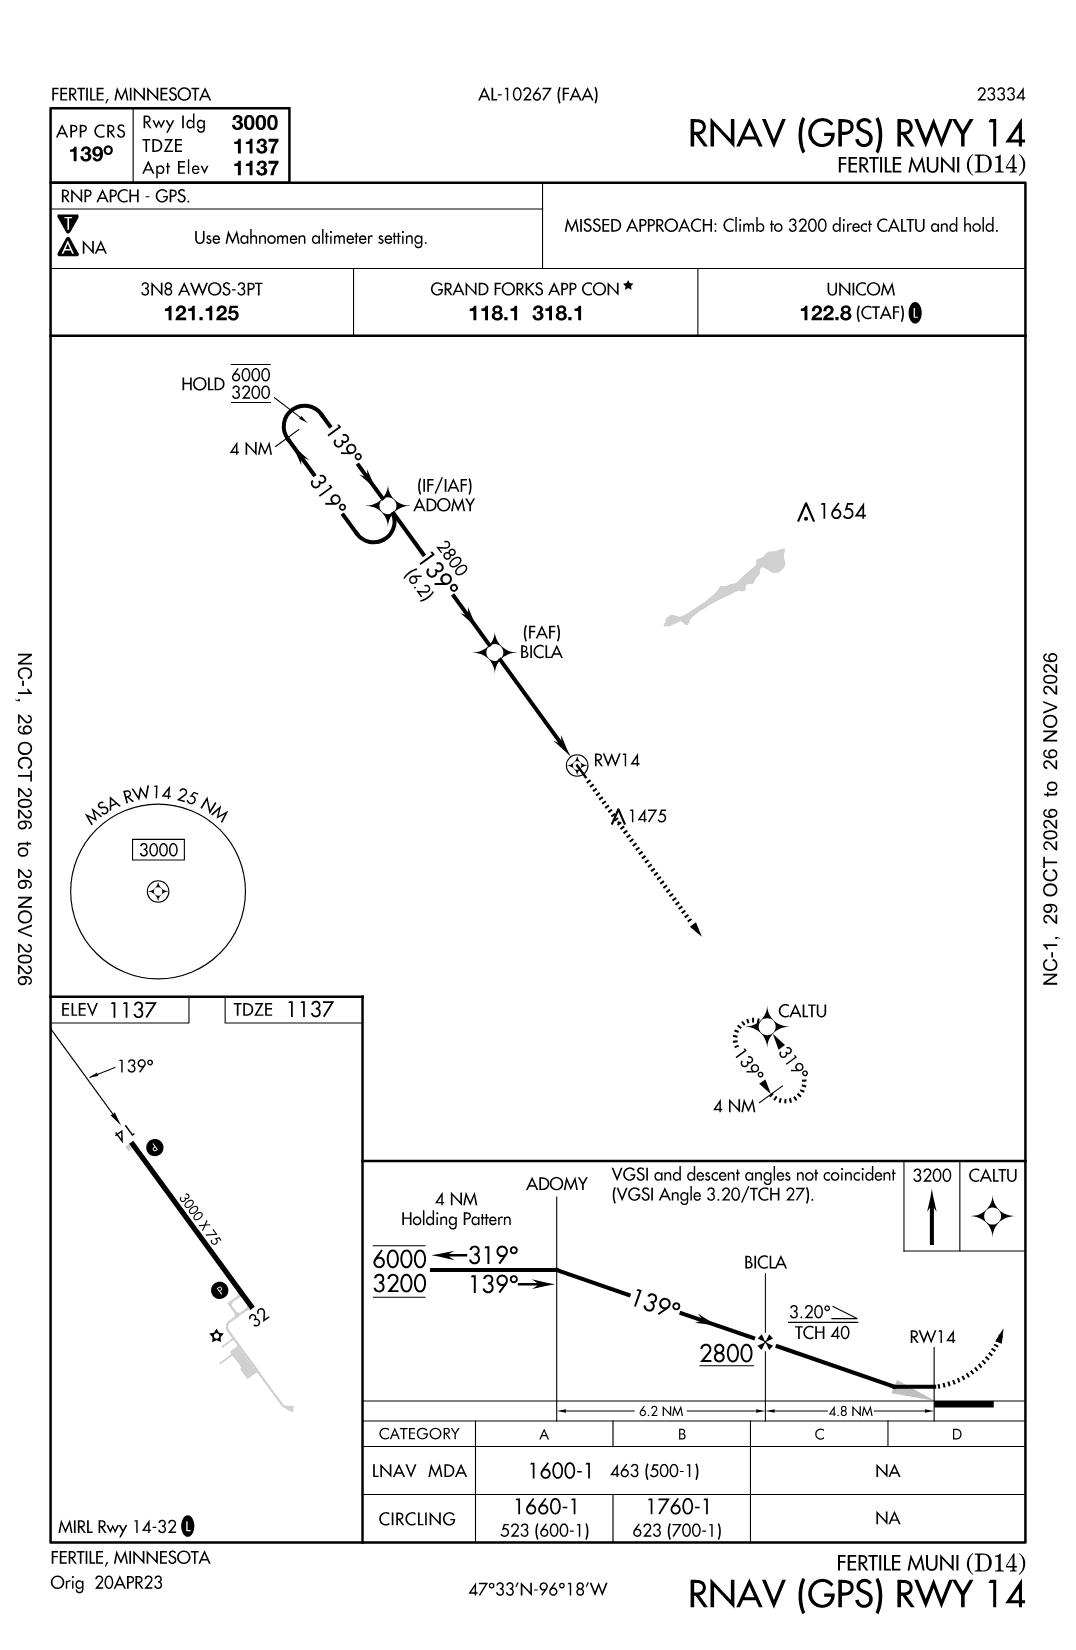 FERTILE, MINNESOTA
AL-10267 (FAA)
23334
APP CRS
139°
Rwy Idg 3000
TDZE 1137
Apt Elev 1137
RNAV (GPS) RWY 14
FERTILE MUNI (D14)
RNP APCH - GPS.
T
A NA
Use Mahnomen altimeter setting.
MISSED APPROACH: Climb to 3200 direct CALTU and hold.
3N8 AWOS-3PT
121.125
GRAND FORKS APP CON ★
118.1 318.1
UNICOM
122.8 (CTAF) L
HOLD 6000
3200
4 NM
139°
319°
(IF/IAF)
ADOMY
2800
139°
(6.2)
1654
(FAF)
BICLA
RW14
1475
MSA RW14 25 NM
3000
CALTU
139°
319°
4 NM
NC-1, 29 OCT 2026 to 26 NOV 2026
NC-1, 29 OCT 2026 to 26 NOV 2026
ELEV 1137
TDZE 1137
139°
14
P
3000 X 75
P
32
MIRL Rwy 14-32 L
4 NM
Holding Pattern
ADOMY
VGSI and descent angles not coincident
(VGSI Angle 3.20/TCH 27).
3200
CALTU
6000
3200
319°
139°
139°
BICLA
2800
3.20°
TCH 40
RW14
6.2 NM
4.8 NM
CATEGORY A B C D
LNAV MDA 1600-1 463 (500-1) NA
CIRCLING 1660-1 1760-1 NA
523 (600-1) 623 (700-1)
FERTILE, MINNESOTA
Orig 20APR23
47°33'N-96°18'W
FERTILE MUNI (D14)
RNAV (GPS) RWY 14